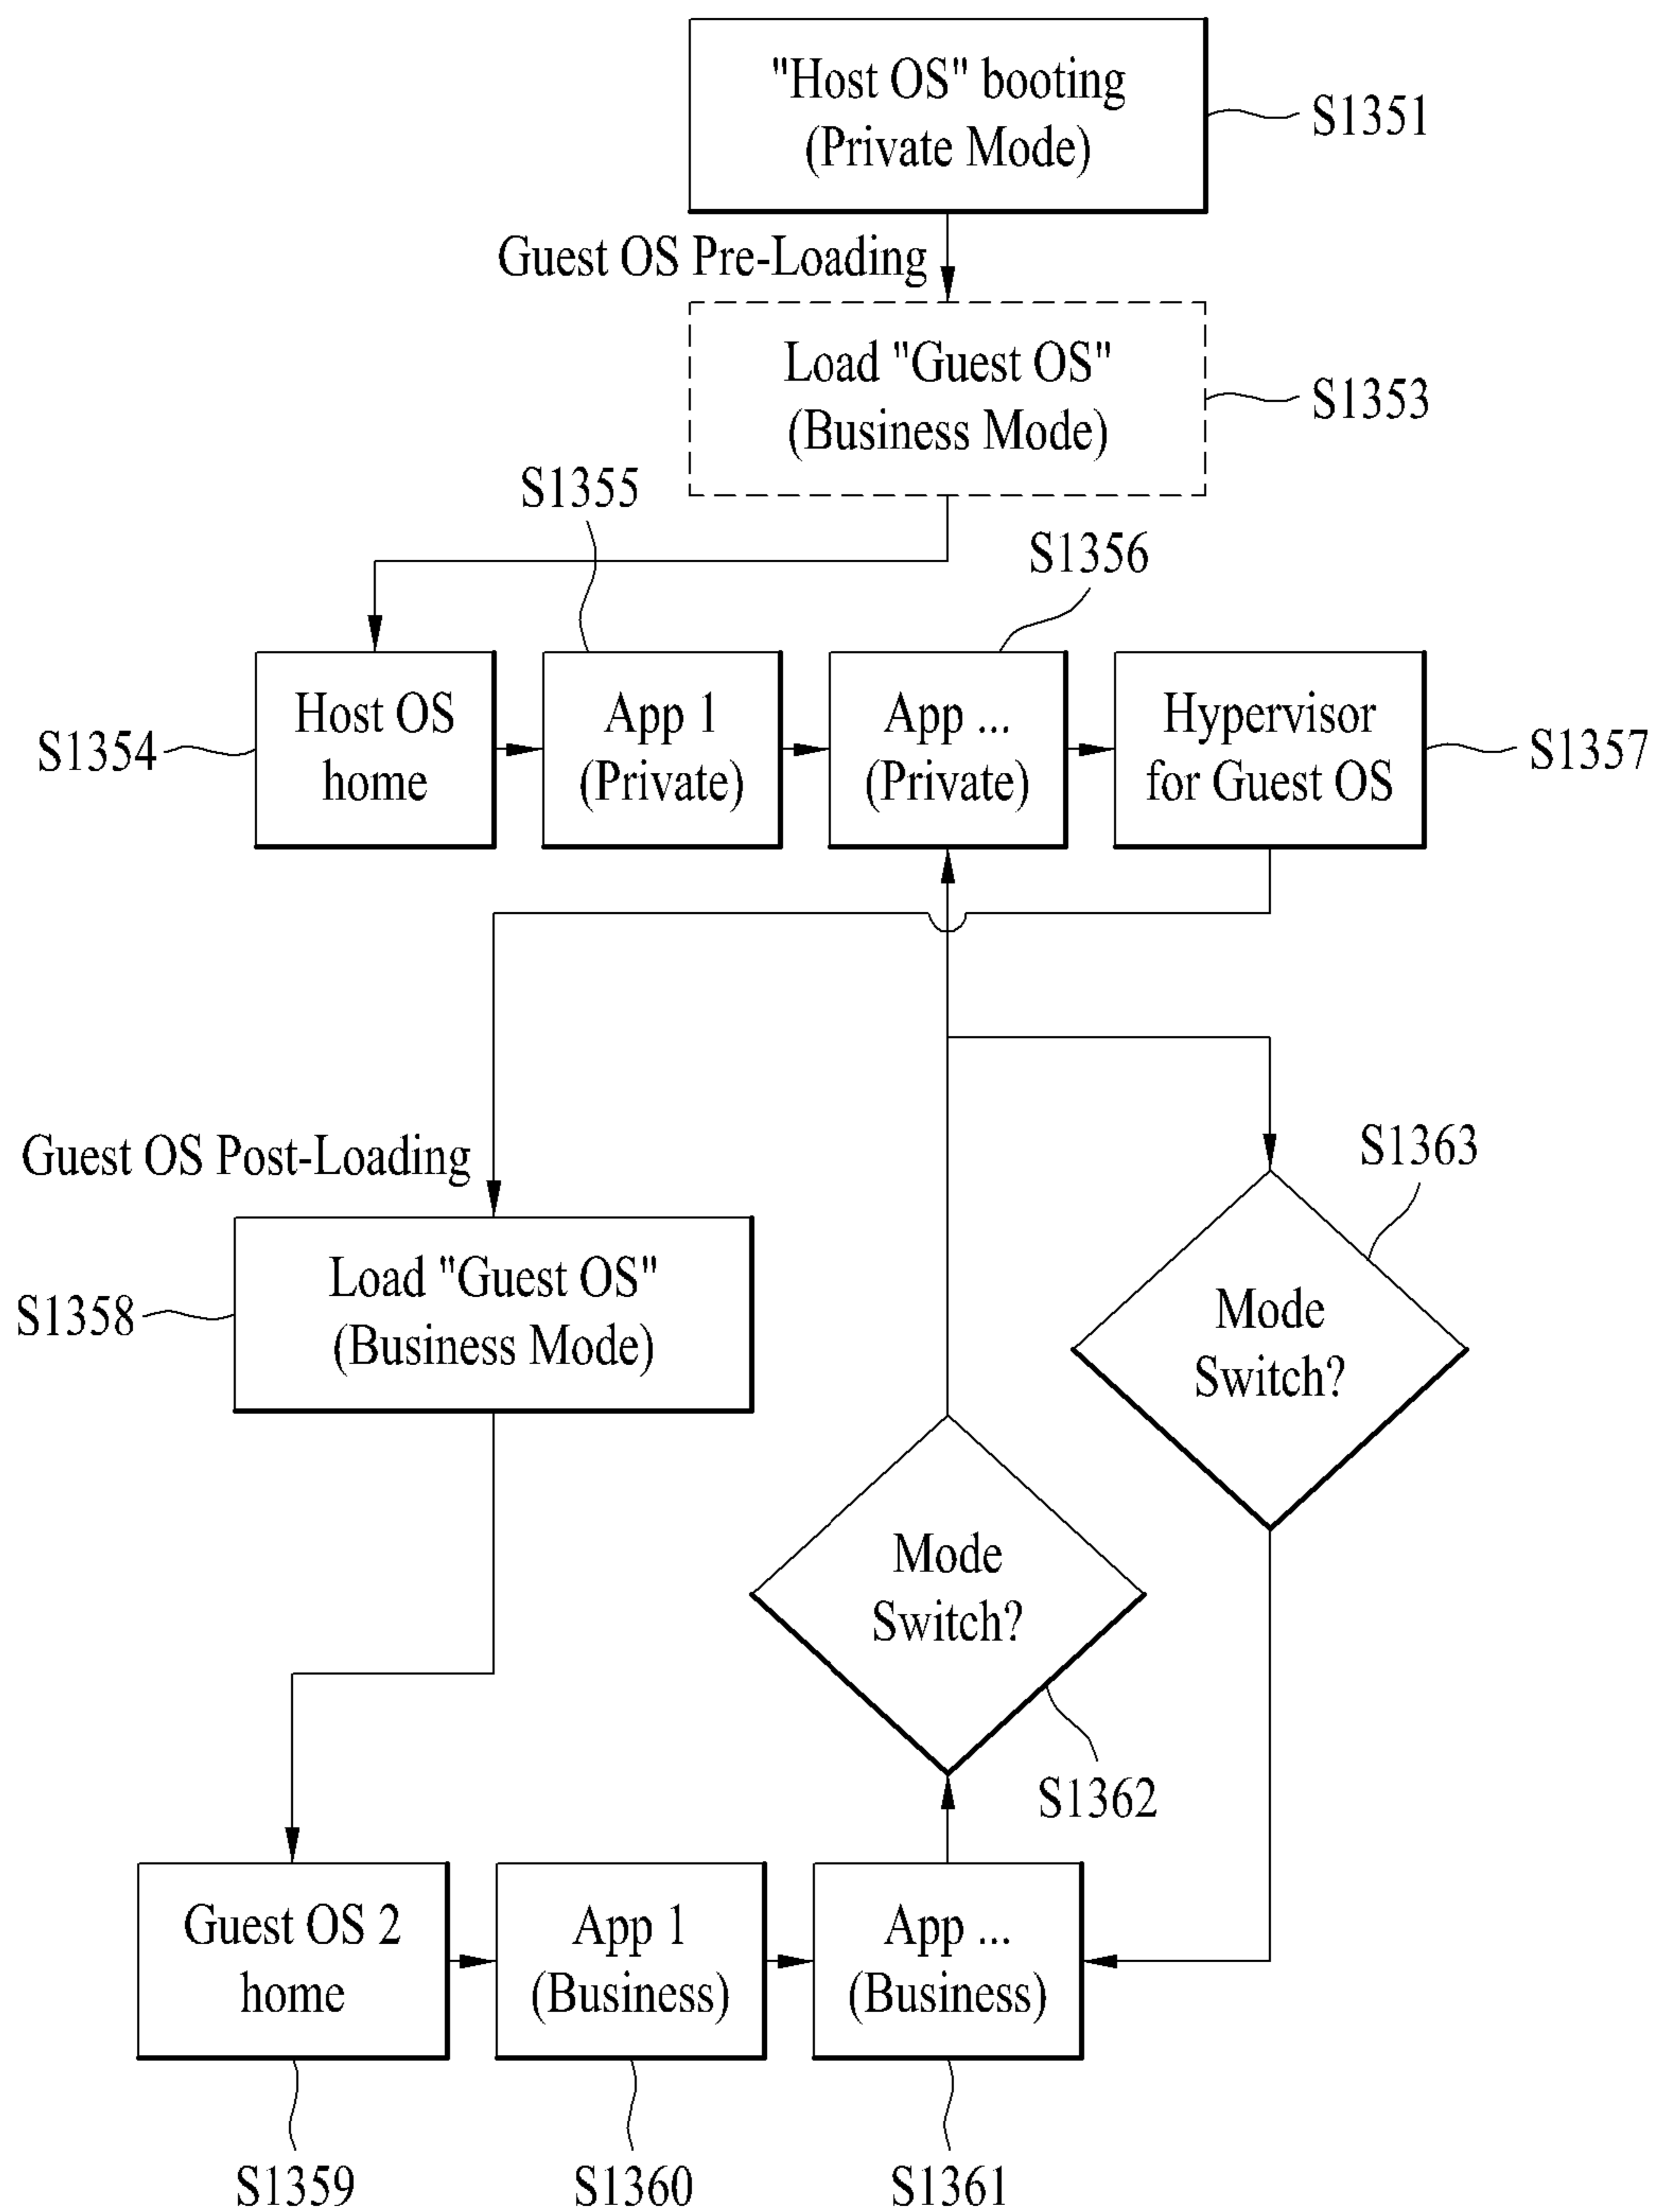 "Host OS" booting
(Private Mode)
S1351
Guest OS Pre-Loading
Load "Guest OS"
(Business Mode)
S1353
S1355
S1356
S1354
Host OS
home
App 1
(Private)
App ...
(Private)
Hypervisor
for Guest OS
S1357
Guest OS Post-Loading
S1363
S1358
Load "Guest OS"
(Business Mode)
Mode
Switch?
Mode
Switch?
S1362
Guest OS 2
home
App 1
(Business)
App ...
(Business)
S1359
S1360
S1361